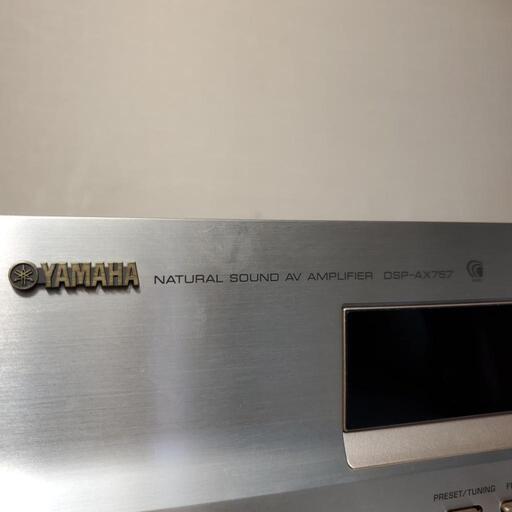 YAMAHA NATURAL SOUND AV AMPLIFIER DSP-AX757
PRESET/TUNING